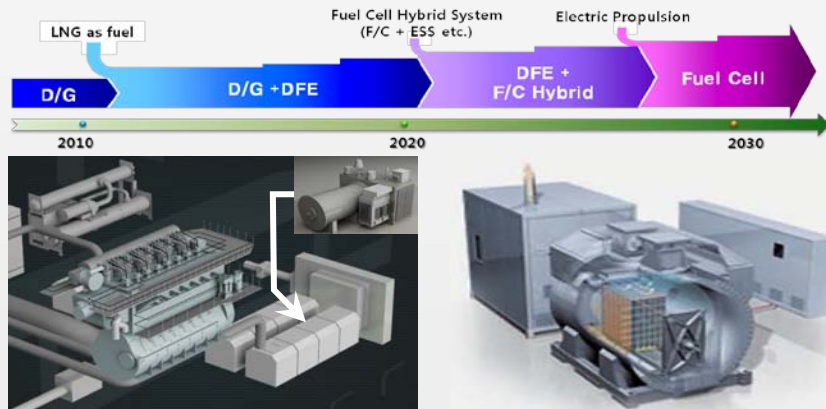 LNG as fuel
Fuel Cell Hybrid System
(F/C + ESS etc.)
Electric Propulsion
D/G
D/G +DFE
DFE +
F/C Hybrid
Fuel Cell
2010
2020
2030